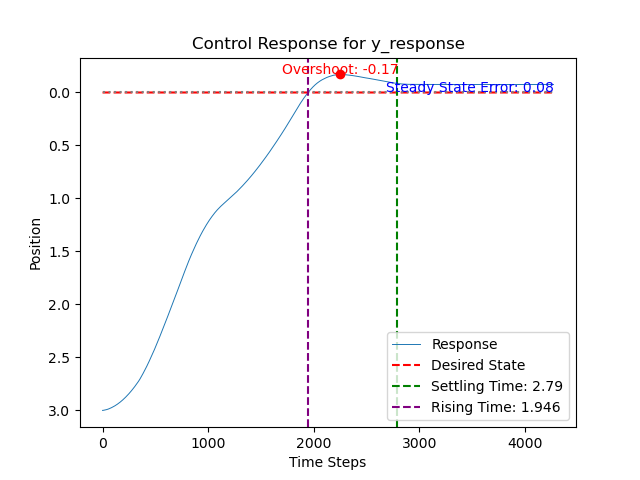 Control Response for y_response
Overshoot: -0.17
Steady State Error: 0.08
0.0
0.5
1.0
1.5
2.0
2.5
3.0
Position
Response
Desired State
Settling Time: 2.79
Rising Time: 1.946
0
1000
2000
3000
4000
Time Steps